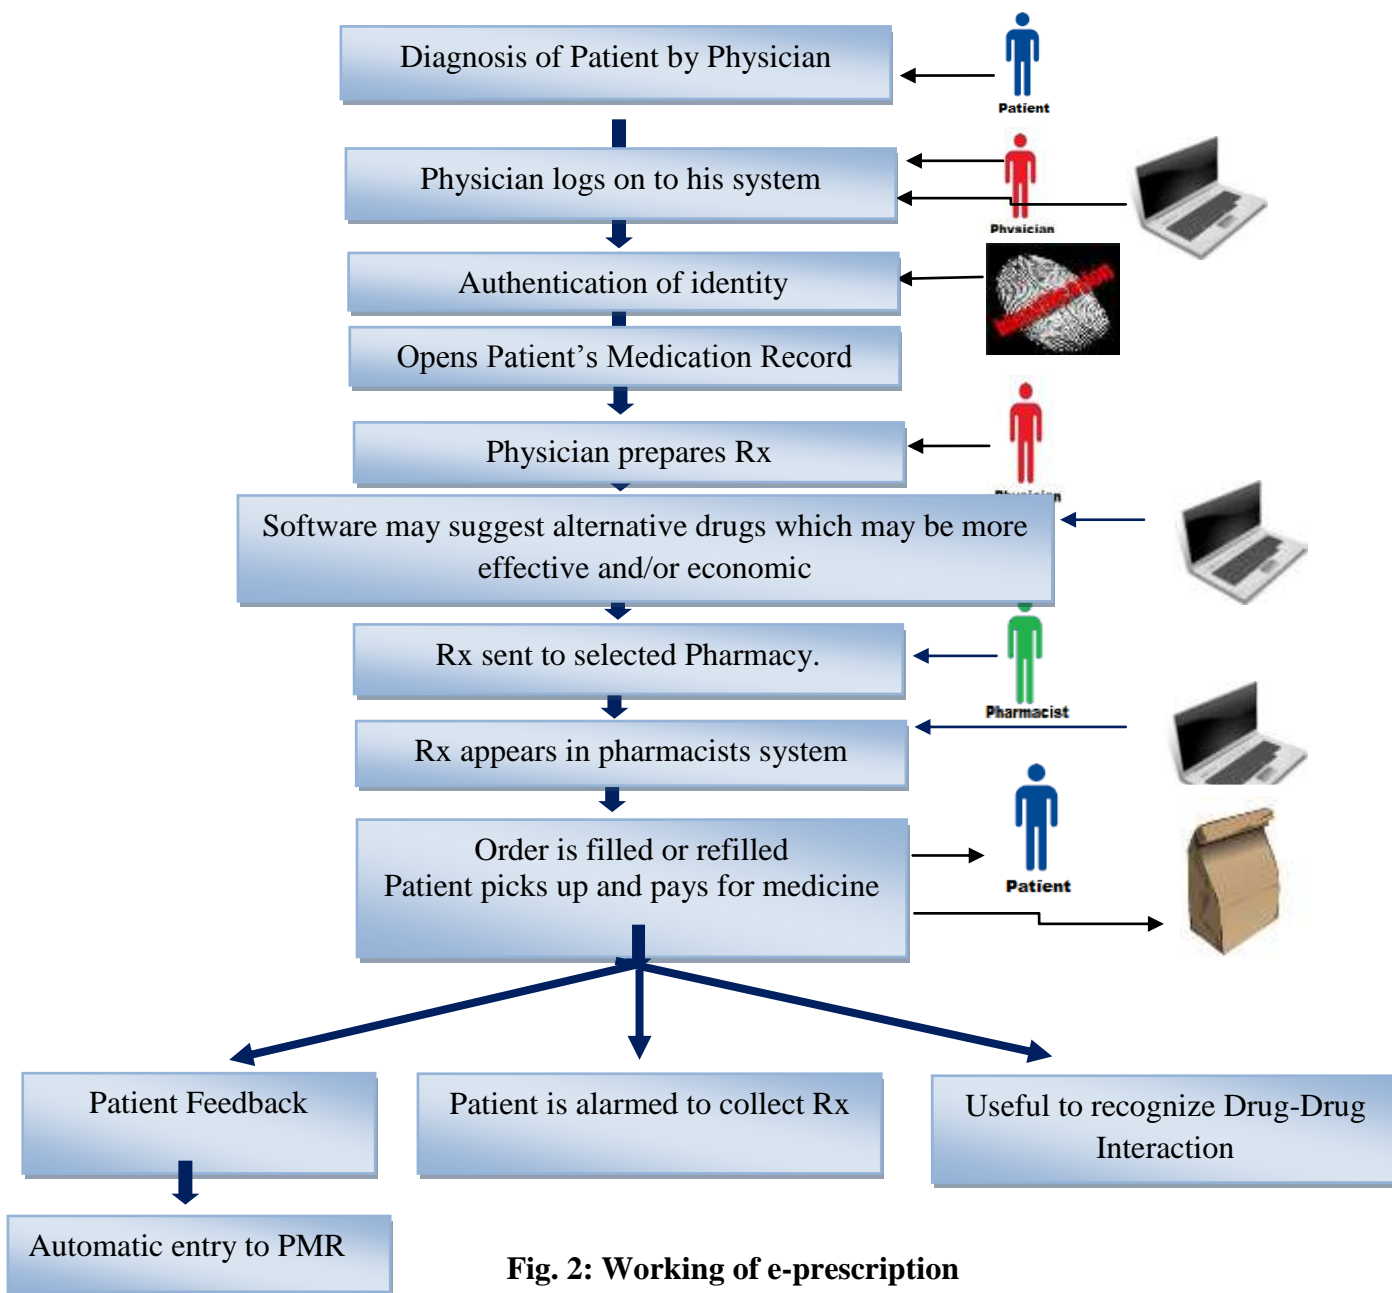 Diagnosis of Patient by Physician
Patient
Physician logs on to his system
Physician
Authentication of identity
Opens Patient’s Medication Record
Physician prepares Rx
Physician
Software may suggest alternative drugs which may be more
effective and/or economic
Rx sent to selected Pharmacy.
Pharmacist
Rx appears in pharmacists system
Order is filled or refilled
Patient picks up and pays for medicine
Patient
Patient Feedback
Patient is alarmed to collect Rx
Useful to recognize Drug-Drug
Interaction
Automatic entry to PMR
Fig. 2: Working of e-prescription